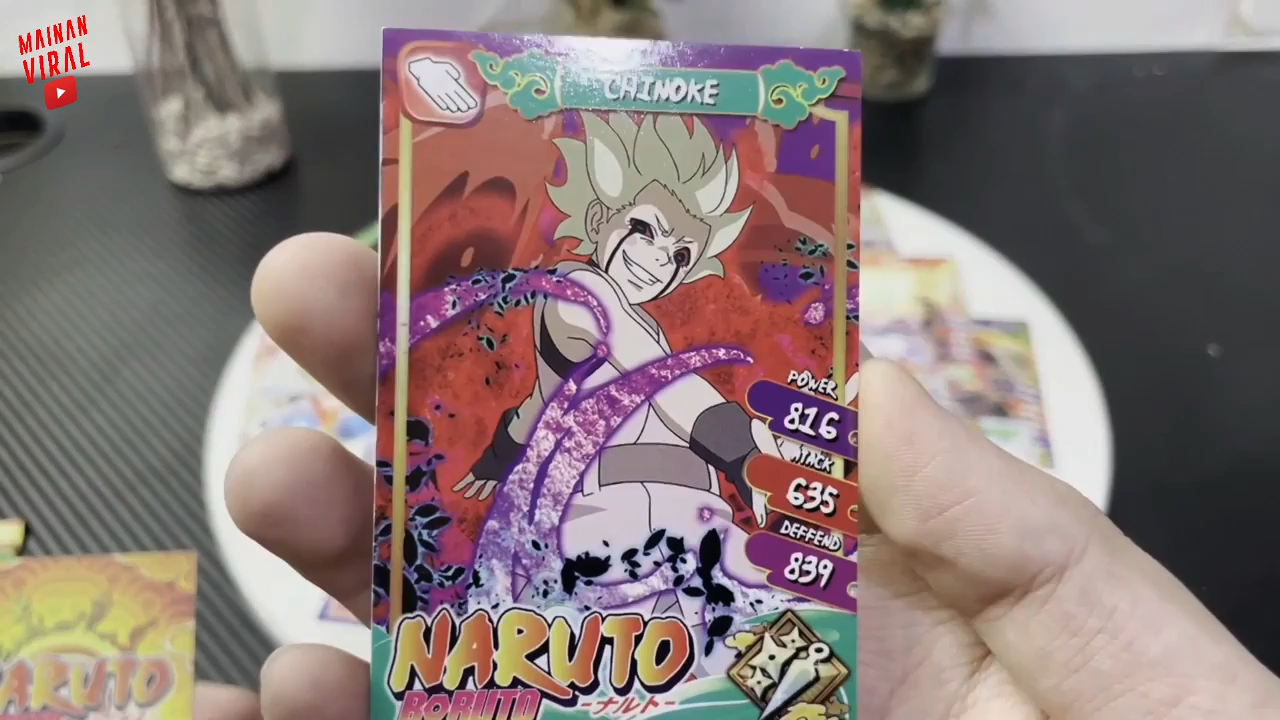 MAINAN
VIRAL
CHINOKE
POWER
816
ATTACK
635
DEFFEND
839
NARUTO
BORUTO
-ナルト-
NARUTO